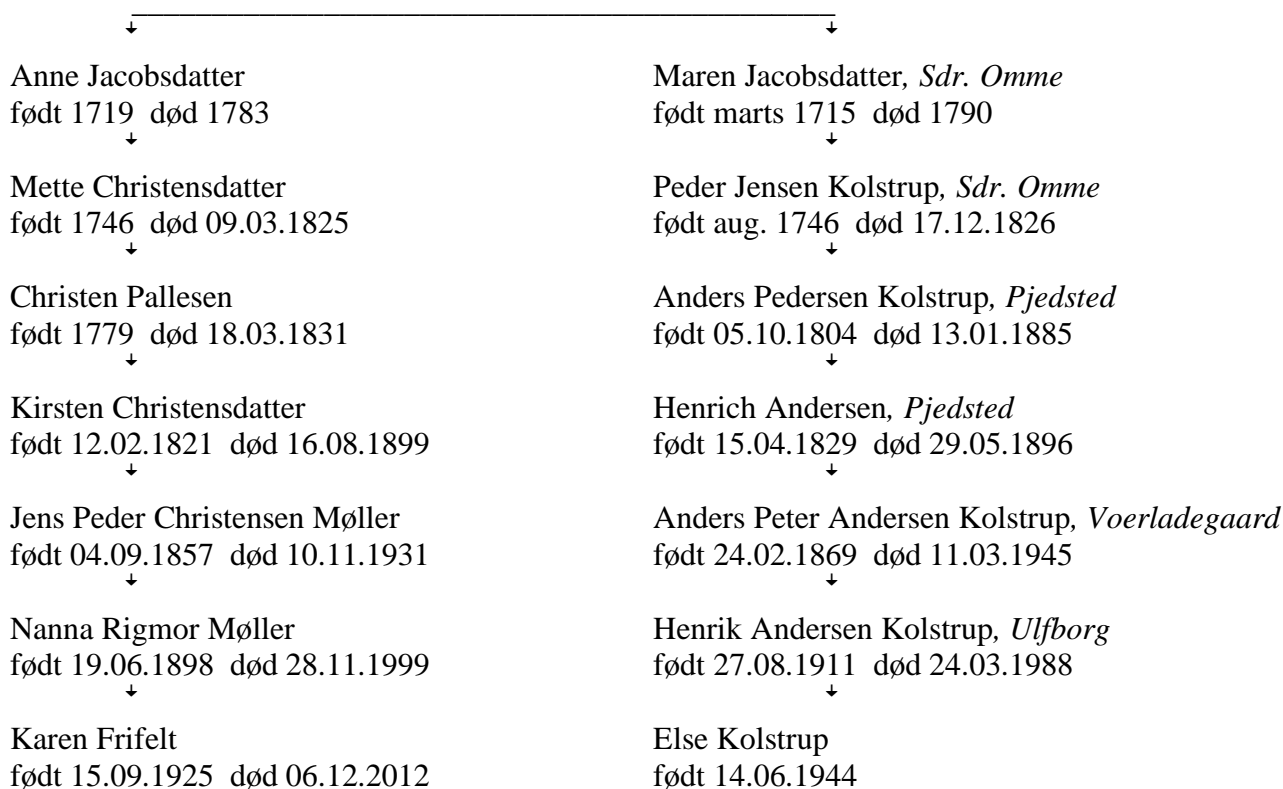 Anne Jacobsdatter
født 1719 død 1783
Mette Christensdatter
født 1746 død 09.03.1825
Christen Pallesen
født 1779 død 18.03.1831
Kirsten Christensdatter
født 12.02.1821 død 16.08.1899
Jens Peder Christensen Møller
født 04.09.1857 død 10.11.1931
Nanna Rigmor Møller
født 19.06.1898 død 28.11.1999
Karen Frifelt
født 15.09.1925 død 06.12.2012
Maren Jacobsdatter, Sdr. Omme
født marts 1715 død 1790
Peder Jensen Kolstrup, Sdr. Omme
født aug. 1746 død 17.12.1826
Anders Pedersen Kolstrup, Pjedsted
født 05.10.1804 død 13.01.1885
Henrich Andersen, Pjedsted
født 15.04.1829 død 29.05.1896
Anders Peter Andersen Kolstrup, Voerladegaard
født 24.02.1869 død 11.03.1945
Henrik Andersen Kolstrup, Ulfborg
født 27.08.1911 død 24.03.1988
Else Kolstrup
født 14.06.1944